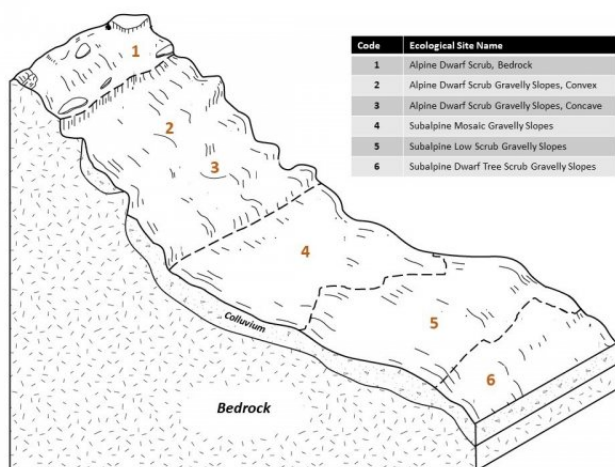 Code Ecological Site Name
1 Alpine Dwarf Scrub, Bedrock
2 Alpine Dwarf Scrub Gravelly Slopes, Convex
3 Alpine Dwarf Scrub Gravelly Slopes, Concave
4 Subalpine Mosaic Gravelly Slopes
5 Subalpine Low Scrub Gravelly Slopes
6 Subalpine Dwarf Tree Scrub Gravelly Slopes
1
2
3
4
5
6
Colluvium
Bedrock